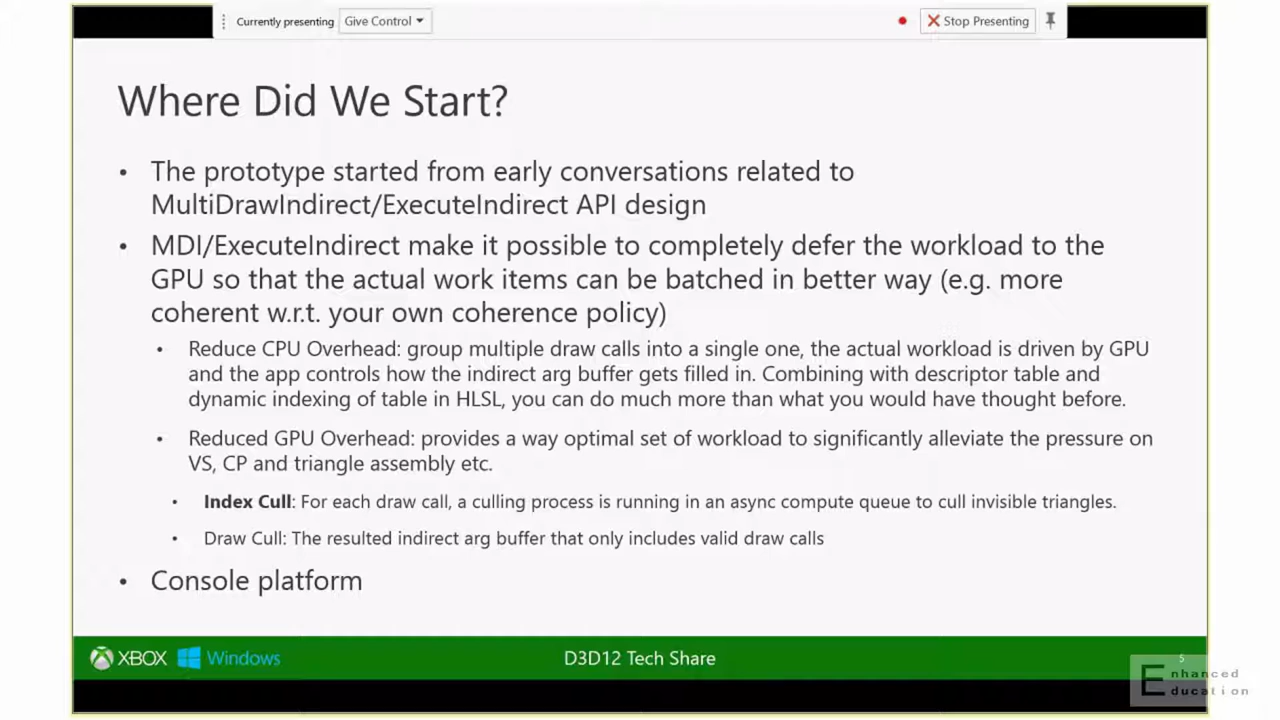 Currently presenting Give Control Stop Presenting
Where Did We Start?
• The prototype started from early conversations related to
MultiDrawIndirect/ExecuteIndirect API design
• MDI/ExecuteIndirect make it possible to completely defer the workload to the
GPU so that the actual work items can be batched in better way (e.g. more
coherent w.r.t. your own coherence policy)
• Reduce CPU Overhead: group multiple draw calls into a single one, the actual workload is driven by GPU
and the app controls how the indirect arg buffer gets filled in. Combining with descriptor table and
dynamic indexing of table in HLSL, you can do much more than what you would have thought before.
• Reduced GPU Overhead: provides a way optimal set of workload to significantly alleviate the pressure on
VS, CP and triangle assembly etc.
• Index Cull: For each draw call, a culling process is running in an async compute queue to cull invisible triangles.
• Draw Cull: The resulted indirect arg buffer that only includes valid draw calls
• Console platform
XBOX Windows D3D12 Tech Share 5
Enhanced
Education